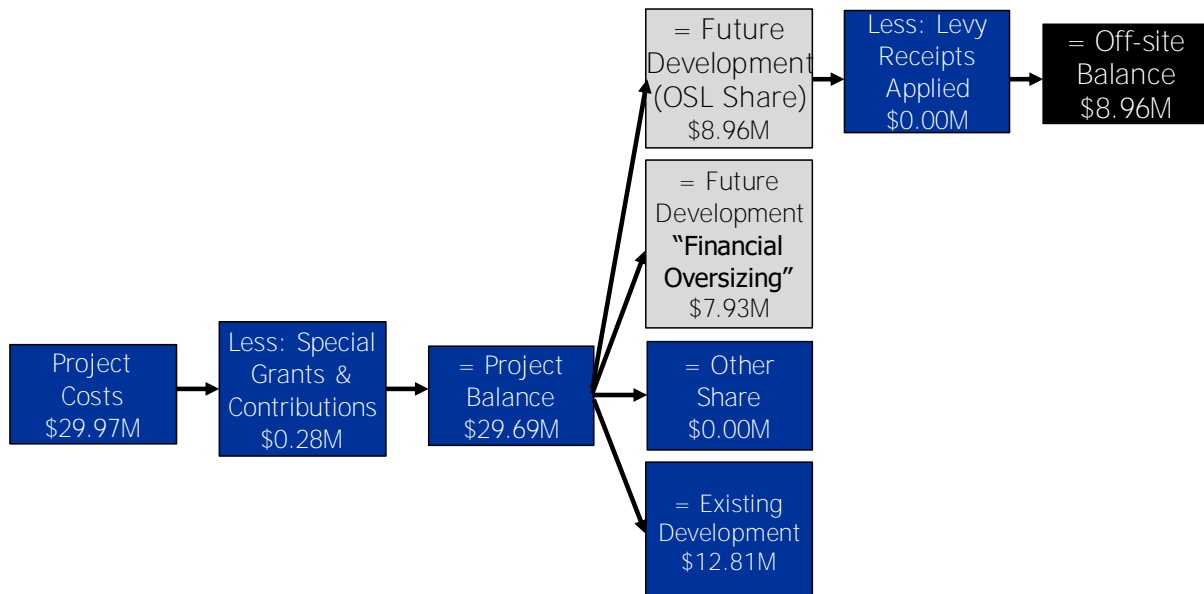 Project
Costs
$29.97M
Less: Special
Grants &
Contributions
$0.28M
= Project
Balance
$29.69M
= Future
Development
(OSL Share)
$8.96M
Less: Levy
Receipts
Applied
$0.00M
= Off-site
Balance
$8.96M
= Future
Development
“Financial
Oversizing”
$7.93M
= Other
Share
$0.00M
= Existing
Development
$12.81M